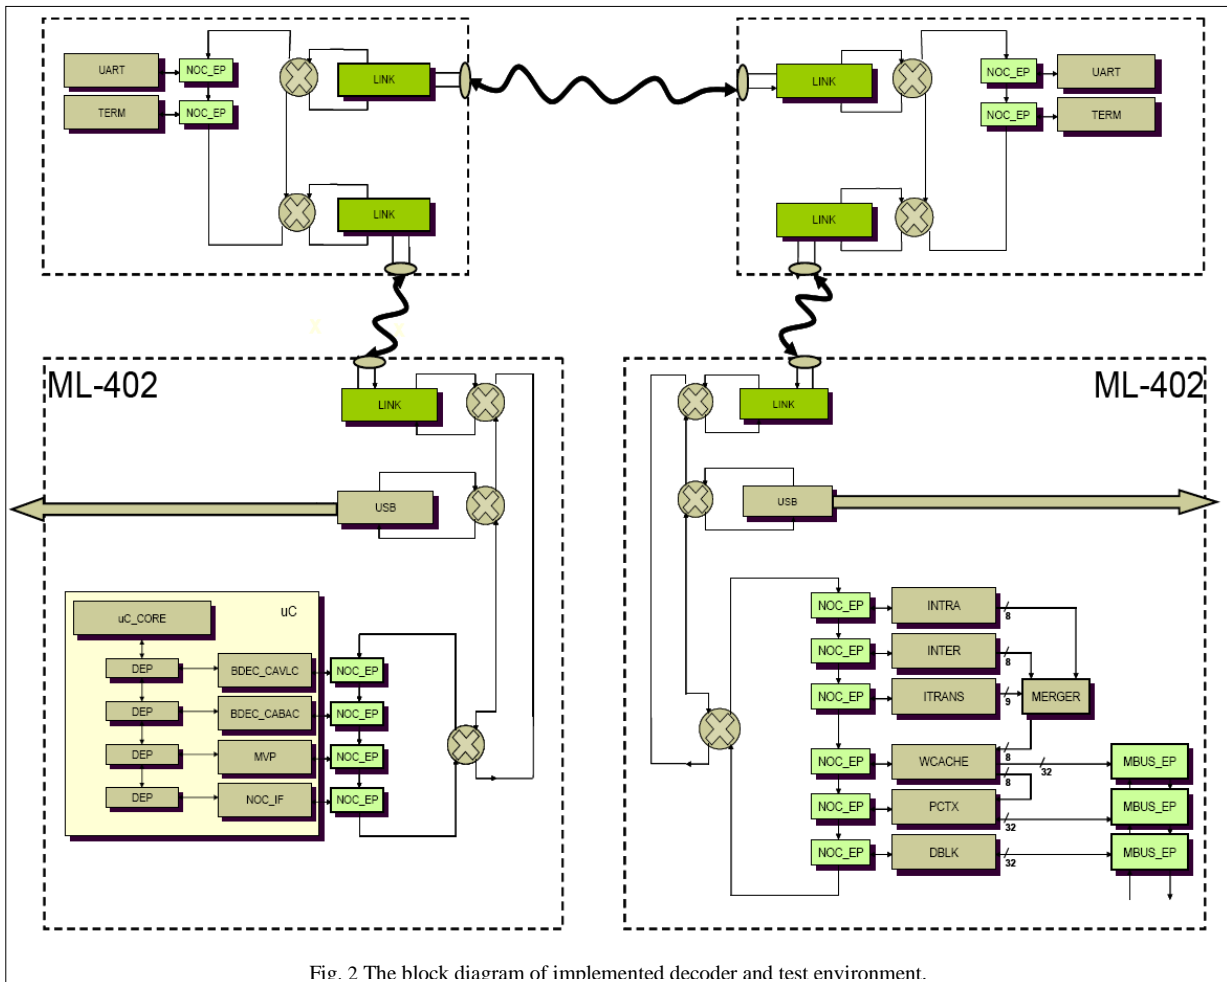 UART
NOC_EP
LINK
TERM
NOC_EP
LINK
LINK
NOC_EP
UART
NOC_EP
TERM
LINK
ML-402
LINK
USB
uC
uC_CORE
DEP
BDEC_CAVLC
NOC_EP
DEP
BDEC_CABAC
NOC_EP
DEP
MVP
NOC_EP
DEP
NOC_IF
NOC_EP
ML-402
LINK
USB
NOC_EP
INTRA
8
NOC_EP
INTER
8
NOC_EP
ITRANS
9
MERGER
NOC_EP
WCACHE
8
32
8
MBUS_EP
NOC_EP
PCTX
32
MBUS_EP
NOC_EP
DBLK
32
MBUS_EP
Fig. 2 The block diagram of implemented decoder and test environment.